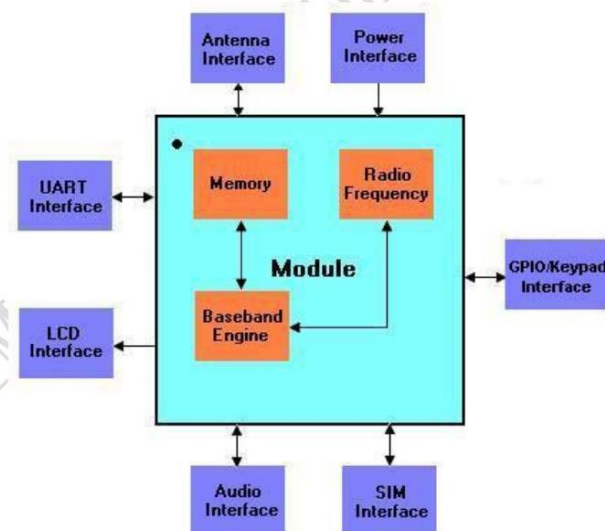 Antenna
Interface
Power
Interface
UART
Interface
Memory
Radio
Frequency
Module
GPIO/Keypad
Interface
Baseband
Engine
LCD
Interface
Audio
Interface
SIM
Interface